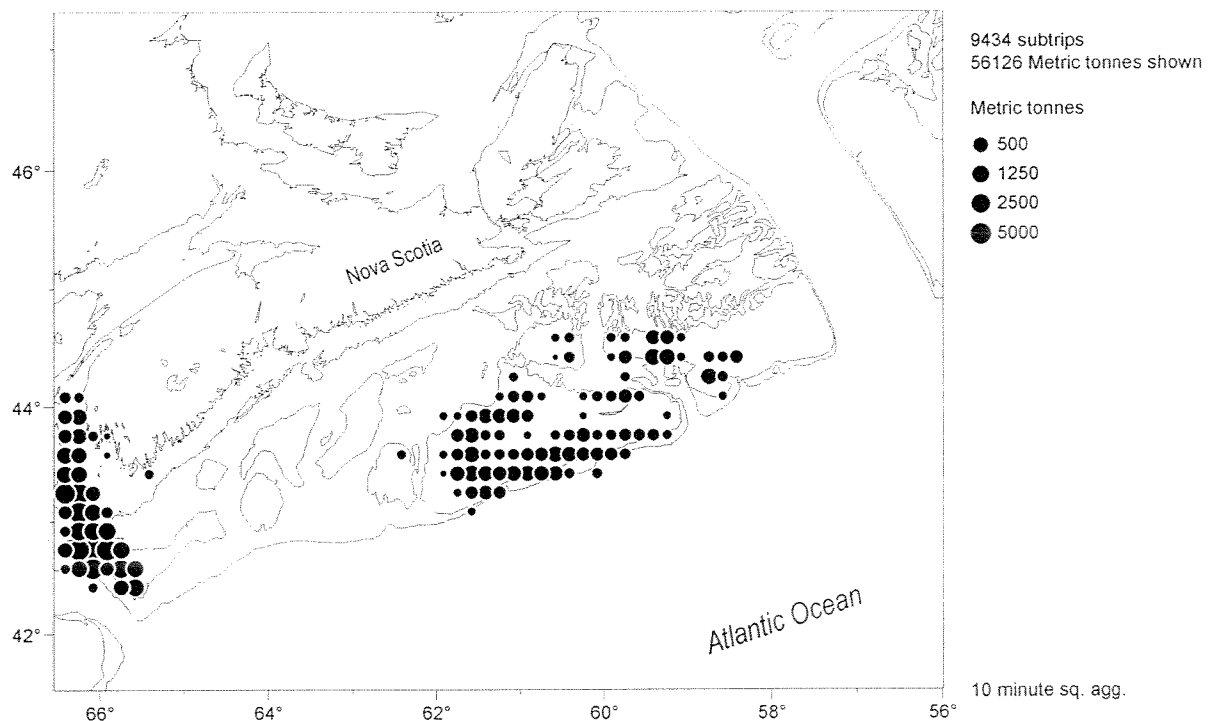 9434 subtrips
56126 Metric tonnes shown
Metric tonnes
500
1250
2500
5000
46°
44°
42°
Nova Scotia
Atlantic Ocean
10 minute sq. agg.
66° 64° 62° 60° 58° 56°